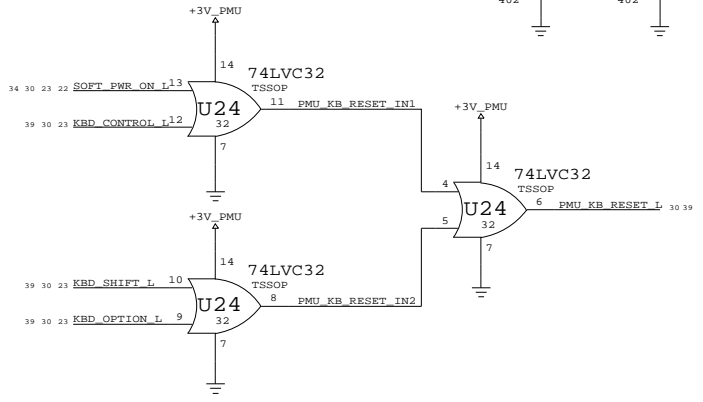 402 402
+3V_PMU
14
74LVC32
TSSOP
34 30 23 22 SOFT_PWR_ON_L 13
U24
32
11 PMU_KB_RESET_IN1
39 30 23 KBD_CONTROL_L 12
7
+3V_PMU
14
74LVC32
TSSOP
4
U24
32
6 PMU_KB_RESET_L 30 39
5
7
+3V_PMU
14
74LVC32
TSSOP
39 30 23 KBD_SHIFT_L 10
U24
32
8 PMU_KB_RESET_IN2
39 30 23 KBD_OPTION_L 9
7